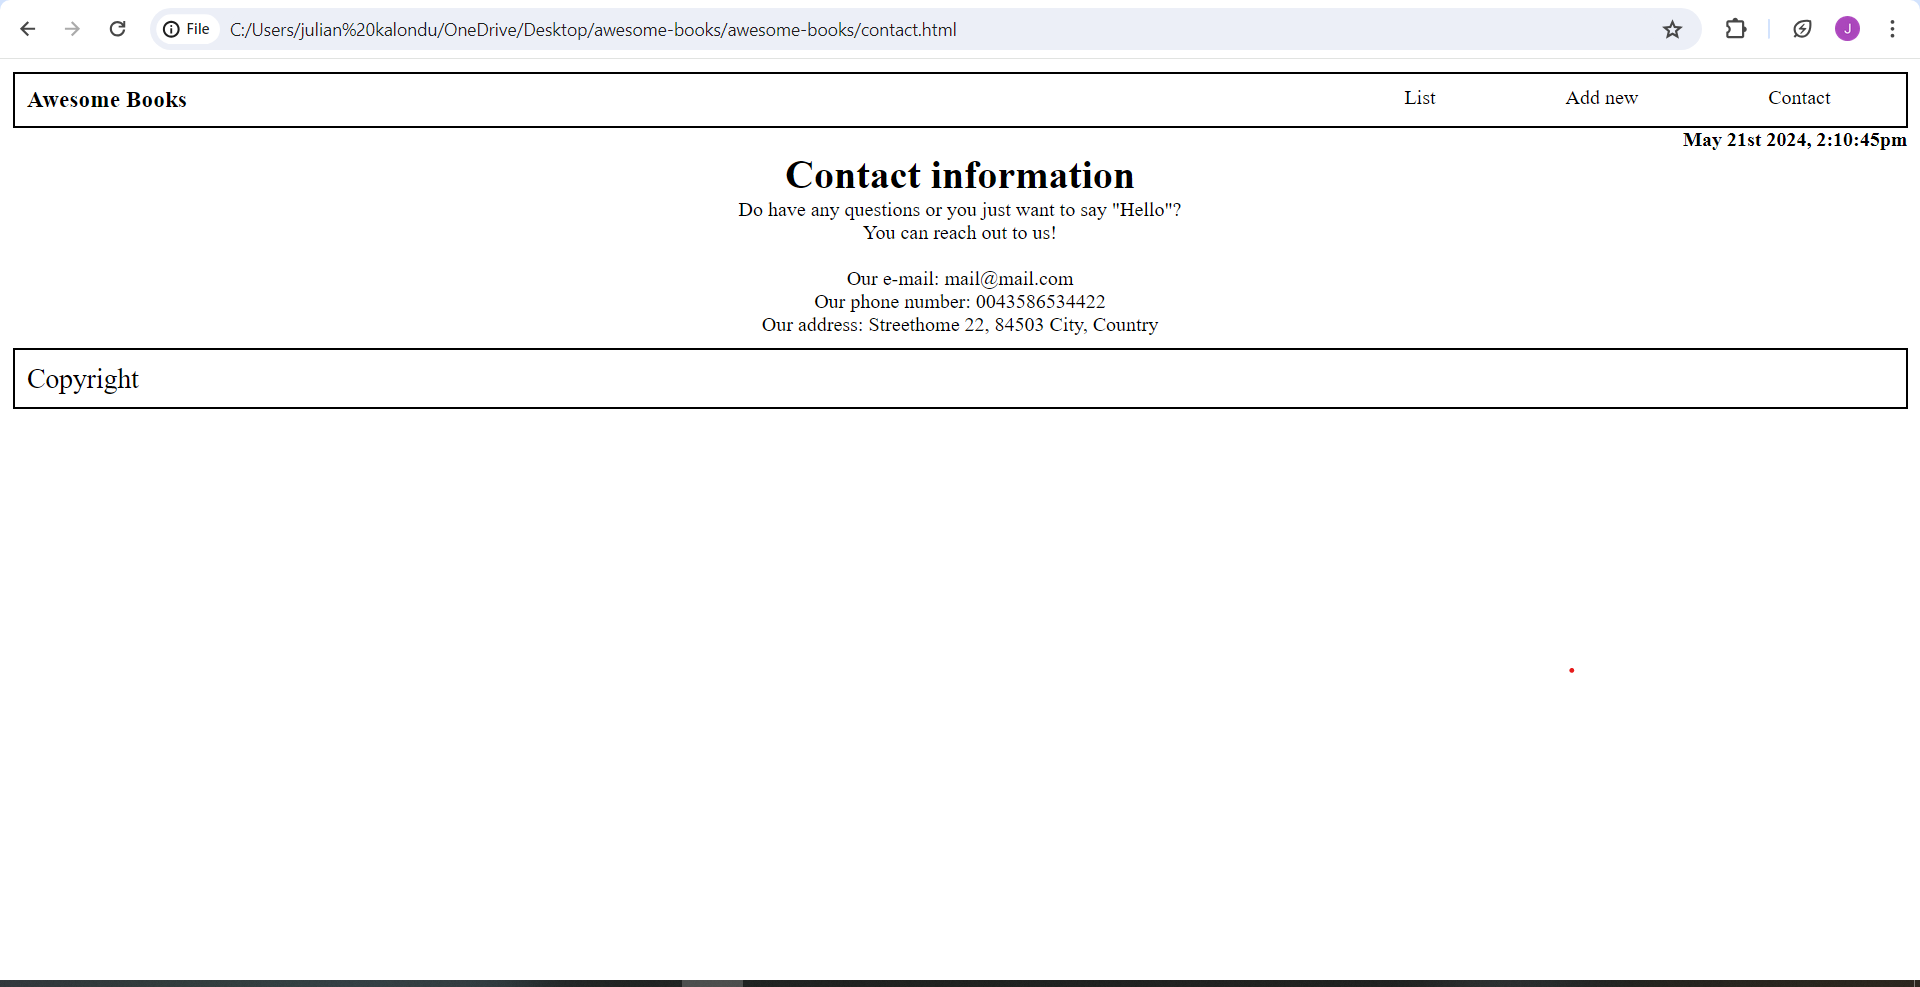 File C:/Users/julian%20kalondu/OneDrive/Desktop/awesome-books/awesome-books/contact.html J
Awesome Books List Add new Contact
May 21st 2024, 2:10:45pm
Contact information
Do have any questions or you just want to say "Hello"?
You can reach out to us!
Our e-mail: mail@mail.com
Our phone number: 0043586534422
Our address: Streethome 22, 84503 City, Country
Copyright